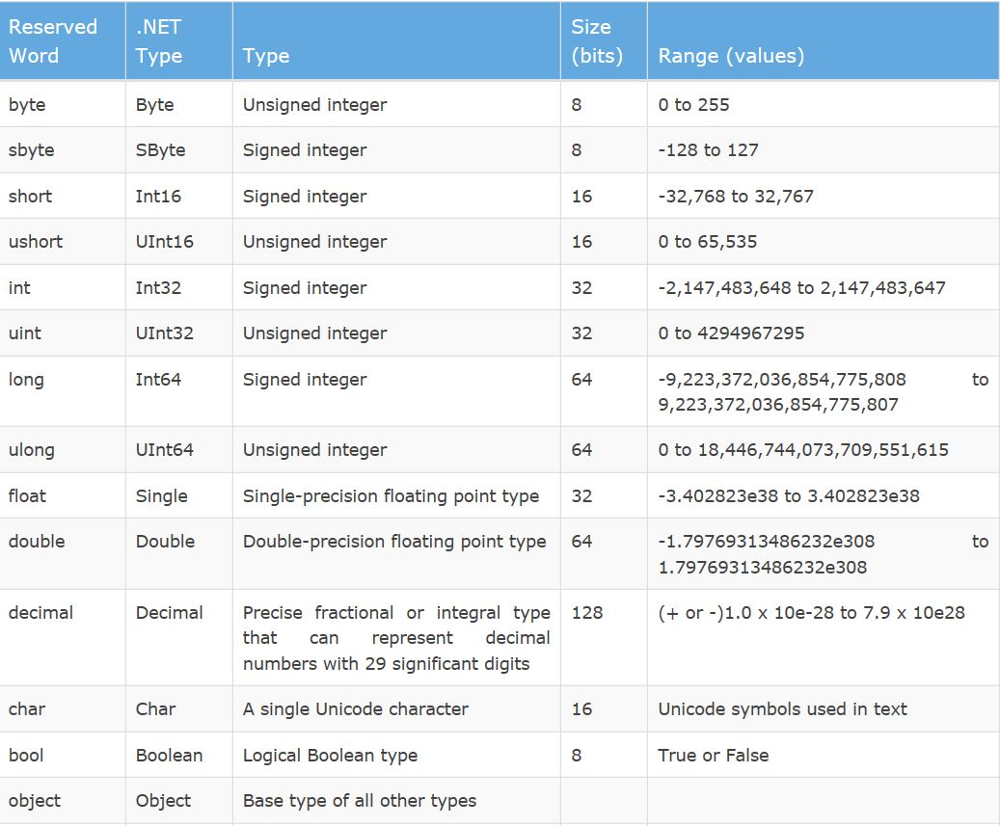 Reserved Word .NET Type Type Size (bits) Range (values)
byte Byte Unsigned integer 8 0 to 255
sbyte SByte Signed integer 8 -128 to 127
short Int16 Signed integer 16 -32,768 to 32,767
ushort UInt16 Unsigned integer 16 0 to 65,535
int Int32 Signed integer 32 -2,147,483,648 to 2,147,483,647
uint UInt32 Unsigned integer 32 0 to 4294967295
long Int64 Signed integer 64 -9,223,372,036,854,775,808 to
9,223,372,036,854,775,807
ulong UInt64 Unsigned integer 64 0 to 18,446,744,073,709,551,615
float Single Single-precision floating point type 32 -3.402823e38 to 3.402823e38
double Double Double-precision floating point type 64 -1.79769313486232e308 to
1.79769313486232e308
decimal Decimal Precise fractional or integral type 128 (+ or -)1.0 x 10e-28 to 7.9 x 10e28
that can represent decimal
numbers with 29 significant digits
char Char A single Unicode character 16 Unicode symbols used in text
bool Boolean Logical Boolean type 8 True or False
object Object Base type of all other types